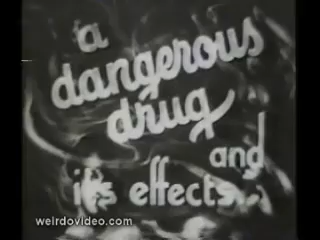 a
dangerous
drug
and
its effects...
weirdovideo.com